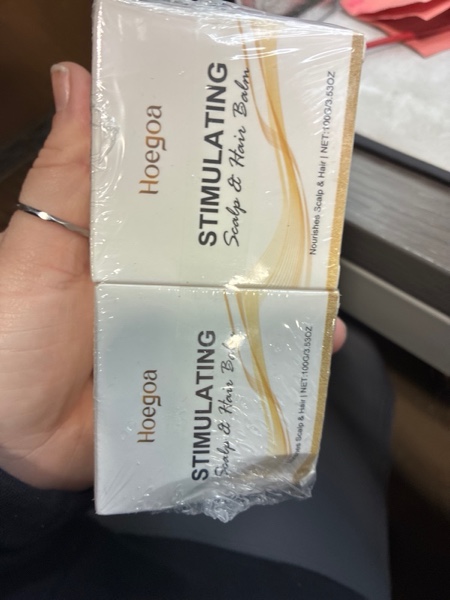 Hoegoa
STIMULATING
Scalp & Hair Balm
Nourishes Scalp & Hair | NET:100G/3.53OZ
Hoegoa
STIMULATING
Scalp & Hair Balm
Scalp & Hair | NET:100G/3.53OZ